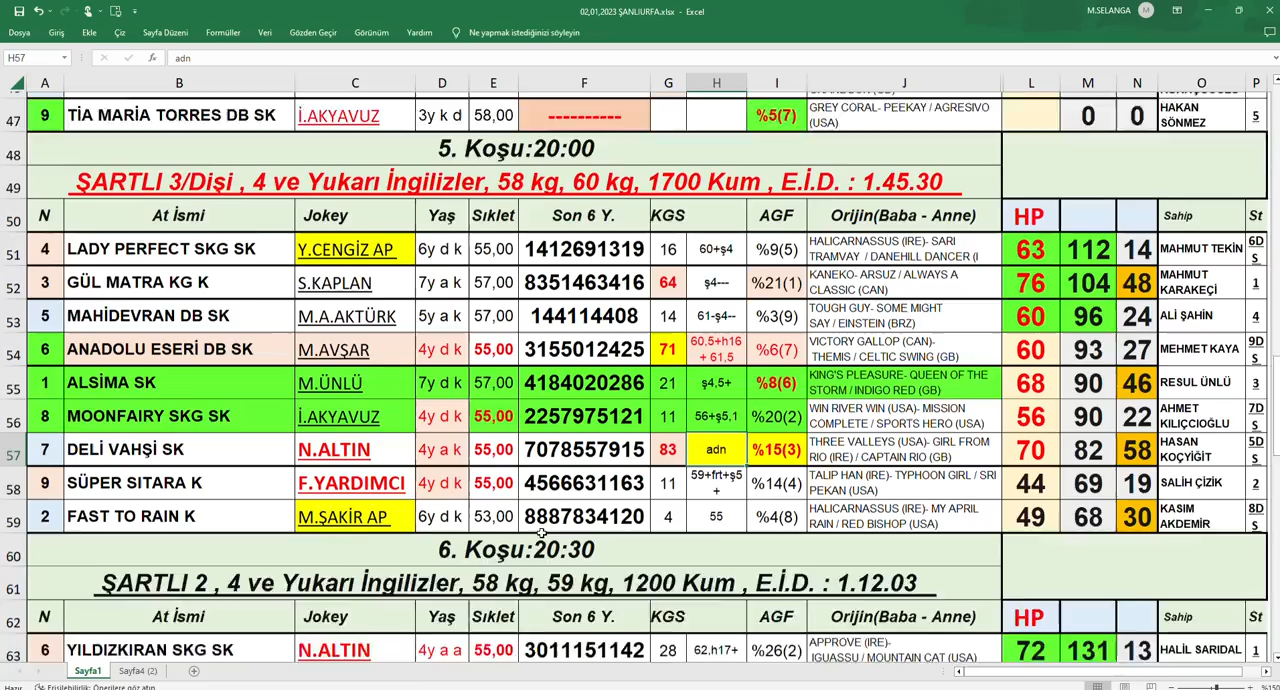 02,01,2023 ŞANLIURFA.xlsx - Excel
M.SELANGA M
Dosya Giriş Ekle Çiz Sayfa Düzeni Formüller Veri Gözden Geçir Görünüm Yardım Ne yapmak istediğinizi söyleyin
H57 fx adn
A B C D E F G H I J L M N O P
47 9 TİA MARİA TORRES DB SK İ.AKYAVUZ 3y k d 58,00 ---------- %5(7) GREY CORAL- PEEKAY / AGRESIVO (USA) 0 0 HAKAN SÖNMEZ 5
48 5. Koşu:20:00
49 ŞARTLI 3/Dişi , 4 ve Yukarı İngilizler, 58 kg, 60 kg, 1700 Kum , E.İ.D. : 1.45.30
50 N At İsmi Jokey Yaş Sıklet Son 6 Y. KGS AGF Orijin(Baba - Anne) HP Sahip St
51 4 LADY PERFECT SKG SK Y.CENGİZ AP 6y d k 55,00 1412691319 16 60+ş4 %9(5) HALICARNASSUS (IRE)- SARI TRAMVAY / DANEHILL DANCER (I 63 112 14 MAHMUT TEKİN 6D S
52 3 GÜL MATRA KG K S.KAPLAN 7y a k 57,00 8351463416 64 ş4--- %21(1) KANEKO- ARSUZ / ALWAYS A CLASSIC (CAN) 76 104 48 MAHMUT KARAKEÇİ 1
53 5 MAHİDEVRAN DB SK M.A.AKTÜRK 5y a k 57,00 144114408 14 61-ş4-- %3(9) TOUGH GUY- SOME MIGHT SAY / EINSTEIN (BRZ) 60 96 24 ALİ ŞAHİN 4
54 6 ANADOLU ESERİ DB SK M.AVŞAR 4y d k 55,00 3155012425 71 60,5+h16 + 61,5 %6(7) VICTORY GALLOP (CAN)- THEMIS / CELTIC SWING (GB) 60 93 27 MEHMET KAYA 9D S
55 1 ALSİMA SK M.ÜNLÜ 7y d k 57,00 4184020286 21 ş4,5+ %8(6) KING'S PLEASURE- QUEEN OF THE STORM / INDIGO RED (GB) 68 90 46 RESUL ÜNLÜ 3
56 8 MOONFAIRY SKG SK İ.AKYAVUZ 4y d k 55,00 2257975121 11 56+ş5,1 %20(2) WIN RIVER WIN (USA)- MISSION COMPLETE / SPORTS HERO (USA) 56 90 22 AHMET KILIÇCIOĞLU 7D S
57 7 DELİ VAHŞİ SK N.ALTIN 4y a k 55,00 7078557915 83 adn %15(3) THREE VALLEYS (USA)- GIRL FROM RIO (IRE) / CAPTAIN RIO (GB) 70 82 58 HASAN KOÇYİĞİT 5D S
58 9 SÜPER SITARA K F.YARDIMCI 4y d k 55,00 4566631163 11 59+frt+ş5 + %14(4) TALIP HAN (IRE)- TYPHOON GIRL / SRI PEKAN (USA) 44 69 19 SALİH ÇİZİK 2
59 2 FAST TO RAIN K M.ŞAKİR AP 6y d k 53,00 8887834120 4 55 %4(8) HALICARNASSUS (IRE)- MY APRIL RAIN / RED BISHOP (USA) 49 68 30 KASIM AKDEMİR 8D S
60 6. Koşu:20:30
61 ŞARTLI 2 , 4 ve Yukarı İngilizler, 58 kg, 59 kg, 1200 Kum , E.İ.D. : 1.12.03
62 N At İsmi Jokey Yaş Sıklet Son 6 Y. KGS AGF Orijin(Baba - Anne) HP Sahip St
63 6 YILDIZKIRAN SKG SK N.ALTIN 4y a a 55,00 3011151142 28 62.h17+ %26(2) APPROVE (IRE)- IGUASSU / MOUNTAIN CAT (USA) 72 131 13 HALİL SARIDAL 1
Sayfa1 Sayfa4 (2)